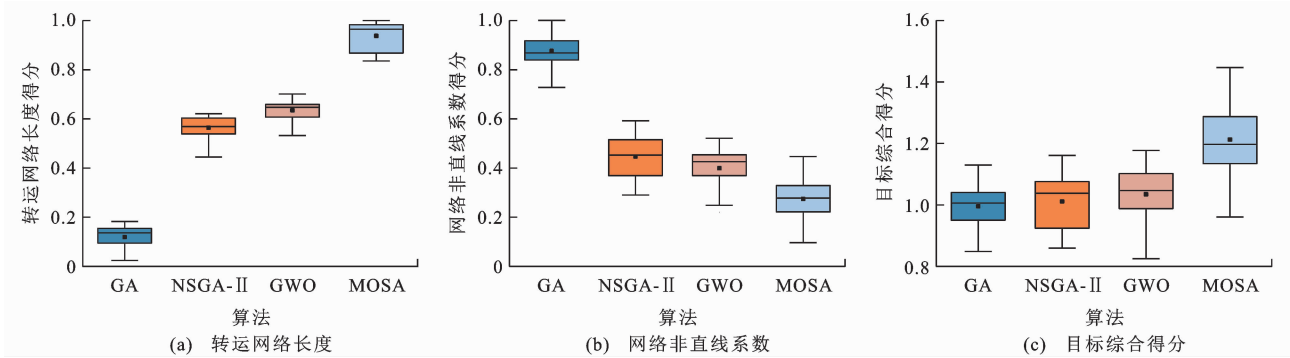 转运网络长度得分
1.0
0.8
0.6
0.4
0.2
0
GA NSGA-Ⅱ GWO MOSA
算法
(a) 转运网络长度
网络非直线系数得分
1.0
0.8
0.6
0.4
0.2
0
GA NSGA-Ⅱ GWO MOSA
算法
(b) 网络非直线系数
目标综合得分
1.6
1.4
1.2
1.0
0.8
GA NSGA-Ⅱ GWO MOSA
算法
(c) 目标综合得分